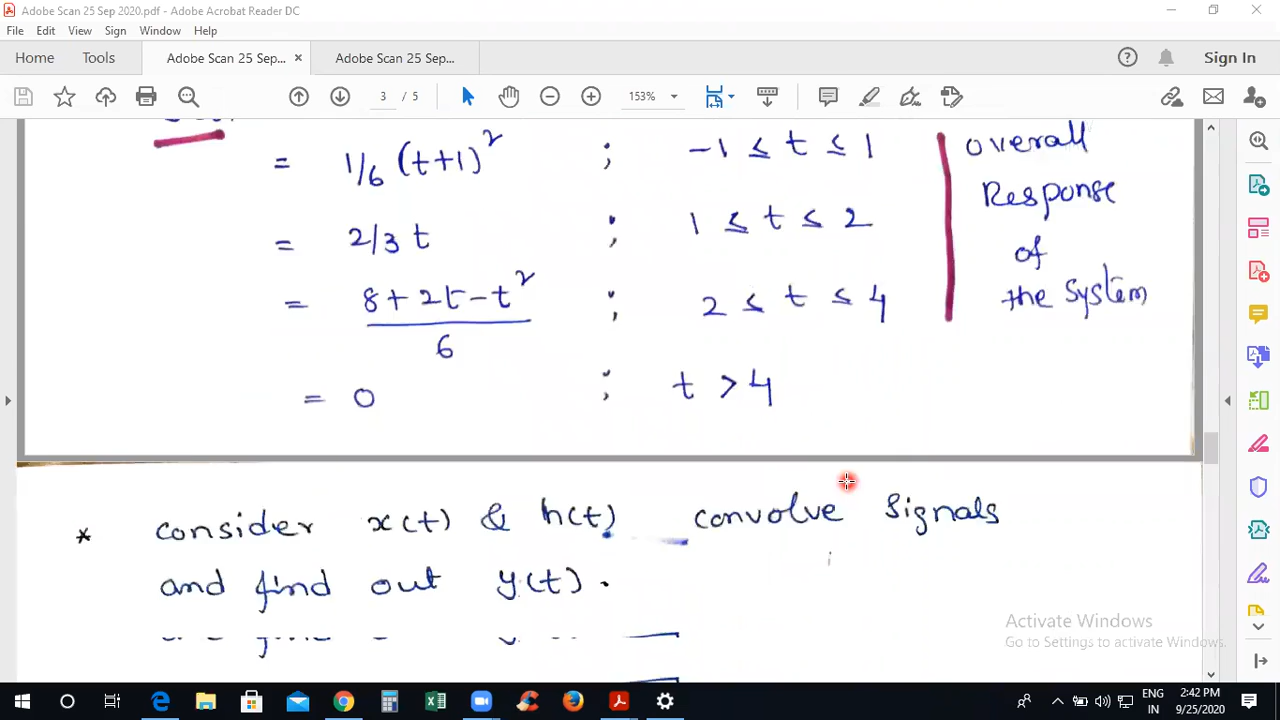 Adobe Scan 25 Sep 2020.pdf - Adobe Acrobat Reader DC
File Edit View Sign Window Help
Home Tools Adobe Scan 25 Sep... × Adobe Scan 25 Sep... Sign In
3 / 5 153%
= 1/6 (t+1)² ; -1 ≤ t ≤ 1 Overall
= 2/3 t ; 1 ≤ t ≤ 2 Response
of
= 8+2t-t² / 6 ; 2 ≤ t ≤ 4 the System
= 0 ; t > 4
* consider x(t) & h(t) convolve signals
and find out y(t).
Activate Windows
Go to Settings to activate Windows.
ENG 2:42 PM
IN 9/25/2020